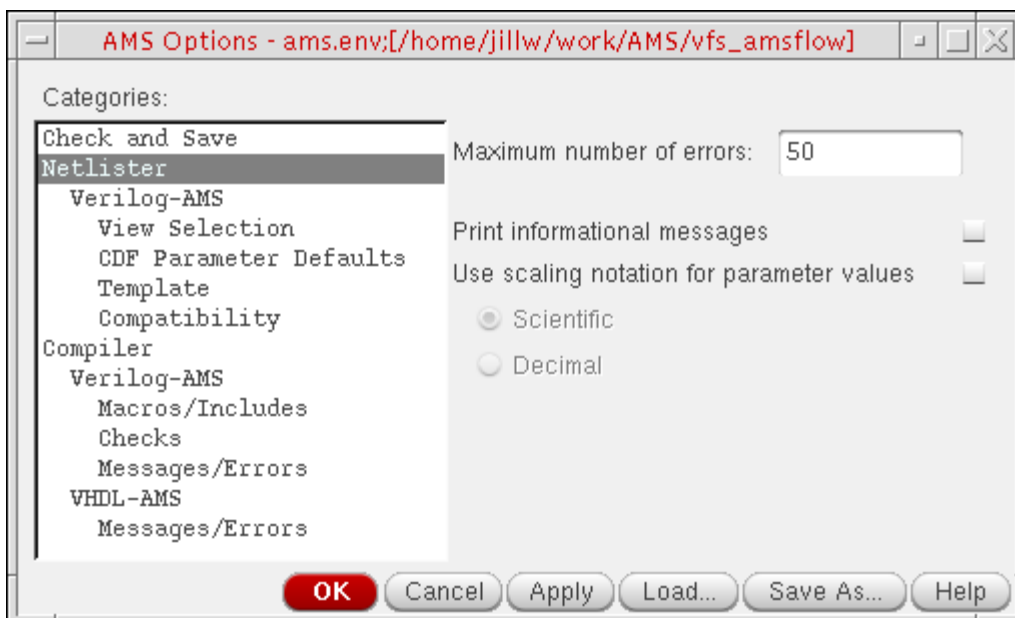 AMS Options - ams.env;[/home/jillw/work/AMS/vfs_amsflow]
Categories:
Check and Save
Netlister
Verilog-AMS
View Selection
CDF Parameter Defaults
Template
Compatibility
Compiler
Verilog-AMS
Macros/Includes
Checks
Messages/Errors
VHDL-AMS
Messages/Errors
Maximum number of errors: 50
Print informational messages
Use scaling notation for parameter values
Scientific
Decimal
OK Cancel Apply Load... Save As... Help